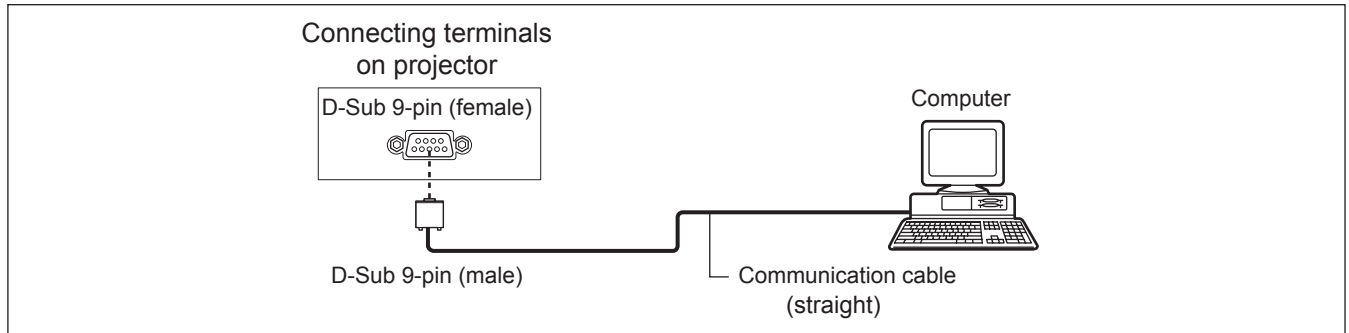 Connecting terminals
on projector
D-Sub 9-pin (female)
Computer
D-Sub 9-pin (male)
Communication cable
(straight)